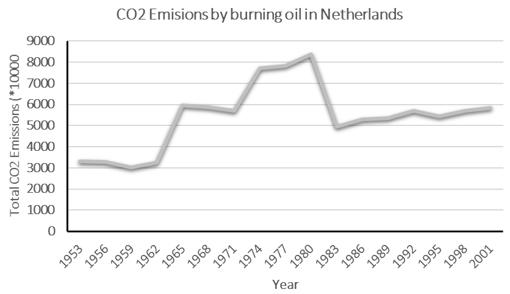 CO2 Emisions by burning oil in Netherlands
Total CO2 Emissions (*10000
9000
8000
7000
6000
5000
4000
3000
2000
1000
0
1953 1956 1959 1962 1965 1968 1971 1974 1977 1980 1983 1986 1989 1992 1995 1998 2001
Year